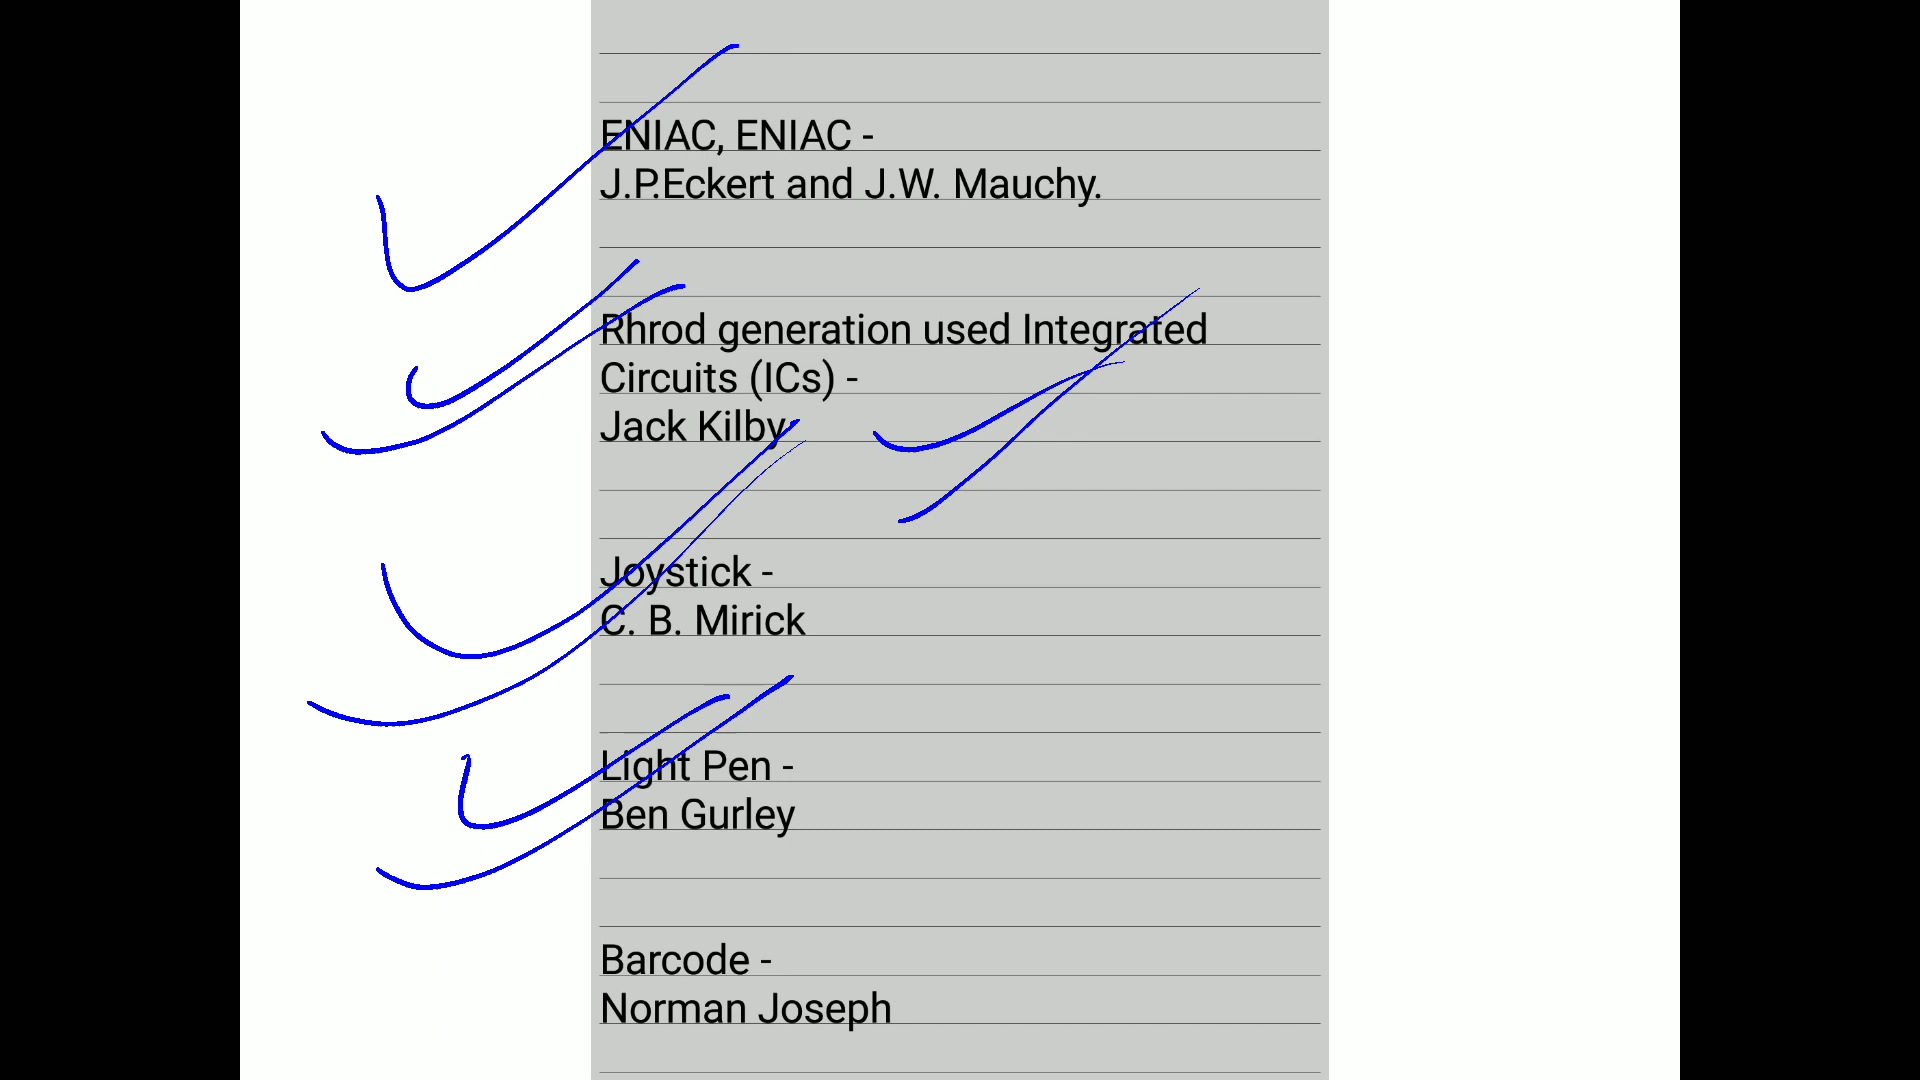 ENIAC, ENIAC -
J.P.Eckert and J.W. Mauchy.
Rhrod generation used Integrated
Circuits (ICs) -
Jack Kilby
Joystick -
C. B. Mirick
Light Pen -
Ben Gurley
Barcode -
Norman Joseph